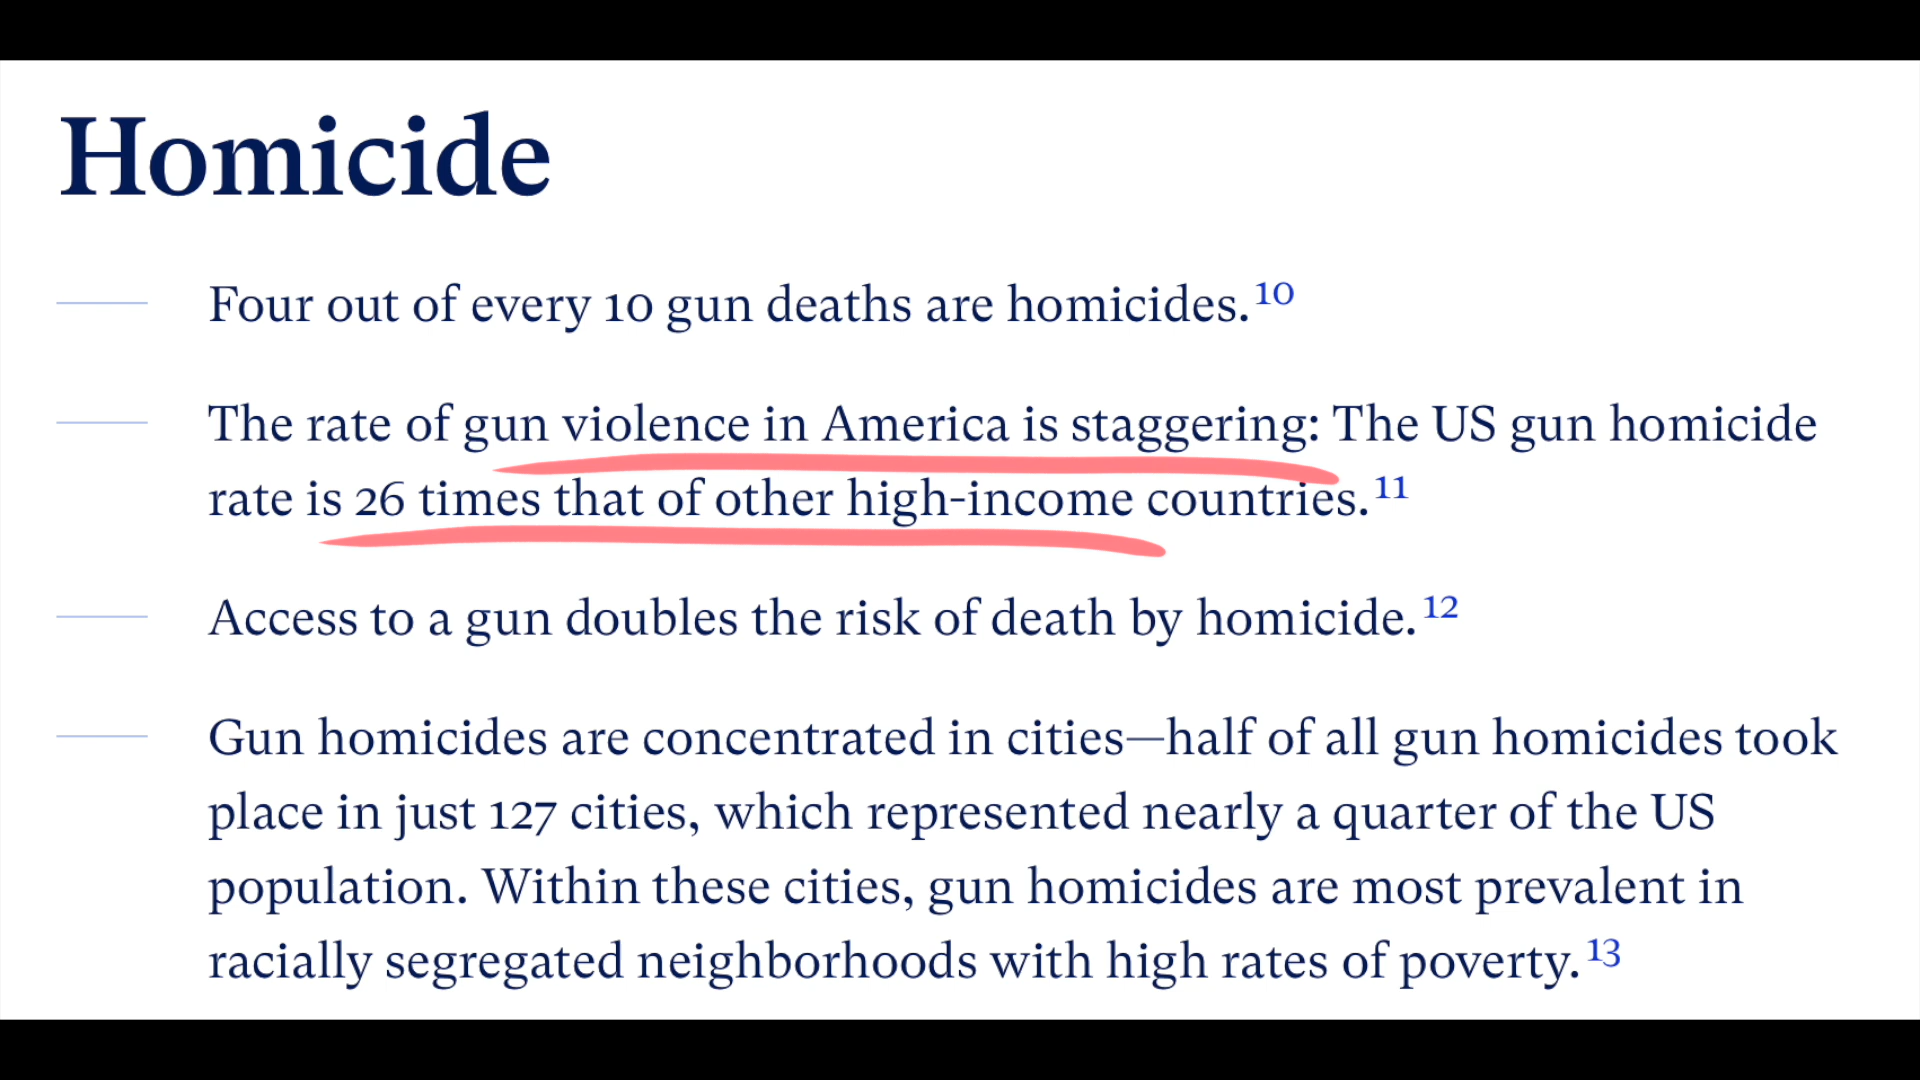 Homicide
Four out of every 10 gun deaths are homicides.10
The rate of gun violence in America is staggering: The US gun homicide
rate is 26 times that of other high-income countries.11
Access to a gun doubles the risk of death by homicide.12
Gun homicides are concentrated in cities—half of all gun homicides took
place in just 127 cities, which represented nearly a quarter of the US
population. Within these cities, gun homicides are most prevalent in
racially segregated neighborhoods with high rates of poverty.13